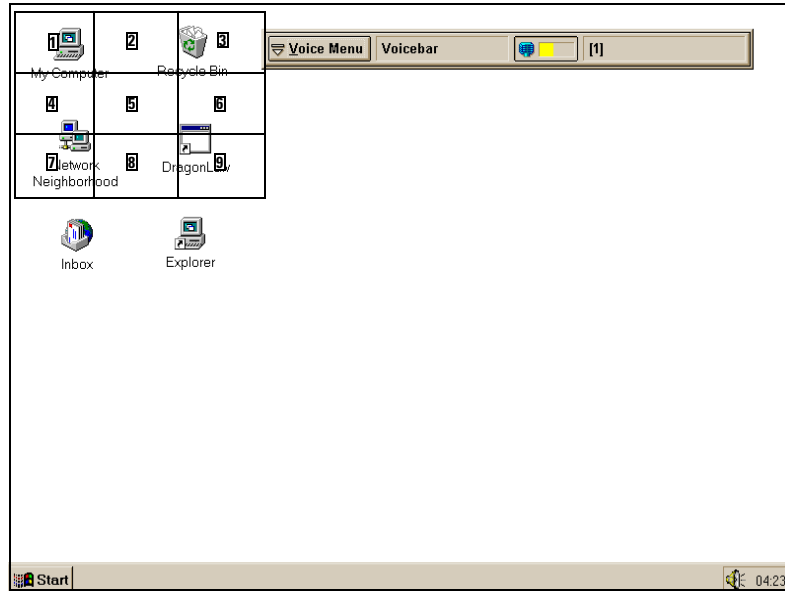 1 2 3
My Computer Recycle Bin
Voice Menu Voicebar [1]
4 5 6
7 8 9
Network
Neighborhood
Inbox Explorer
Start 04:23